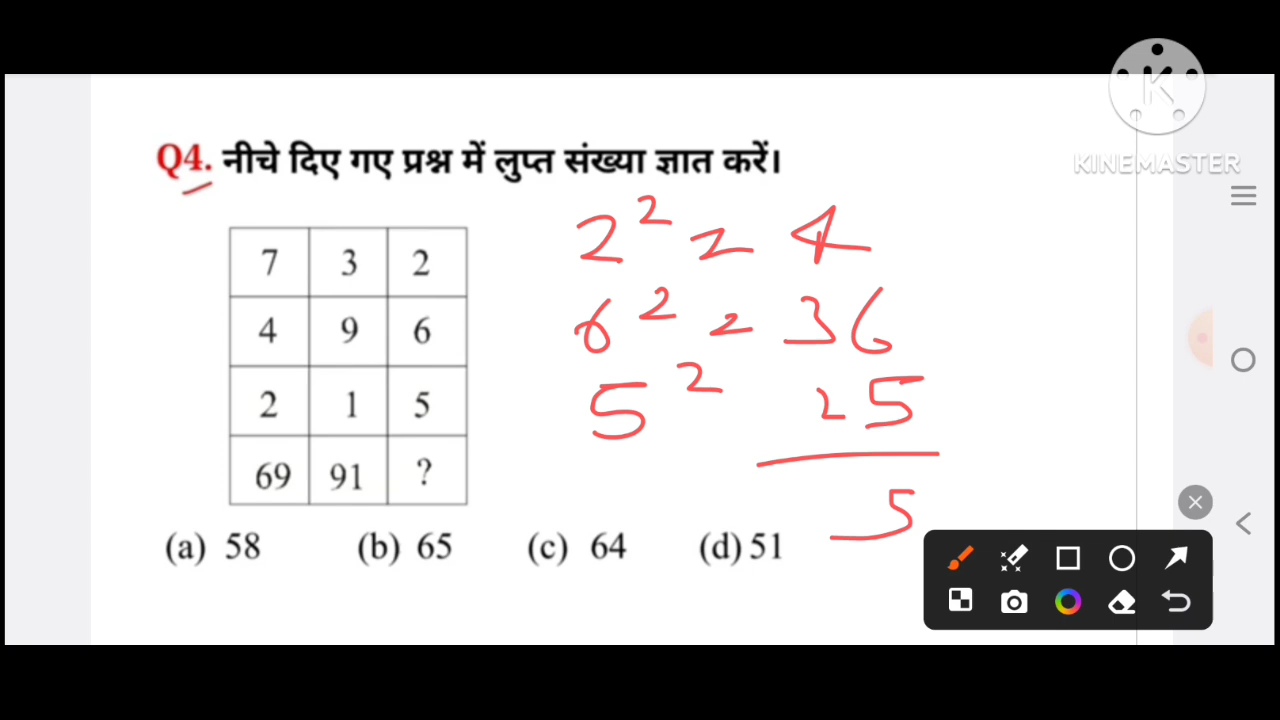 KINEMASTER
Q4. नीचे दिए गए प्रश्न में लुप्त संख्या ज्ञात करें।
7 3 2
4 9 6
2 1 5
69 91 ?
2² = 4
6² = 36
5² 25
5
(a) 58 (b) 65 (c) 64 (d) 51